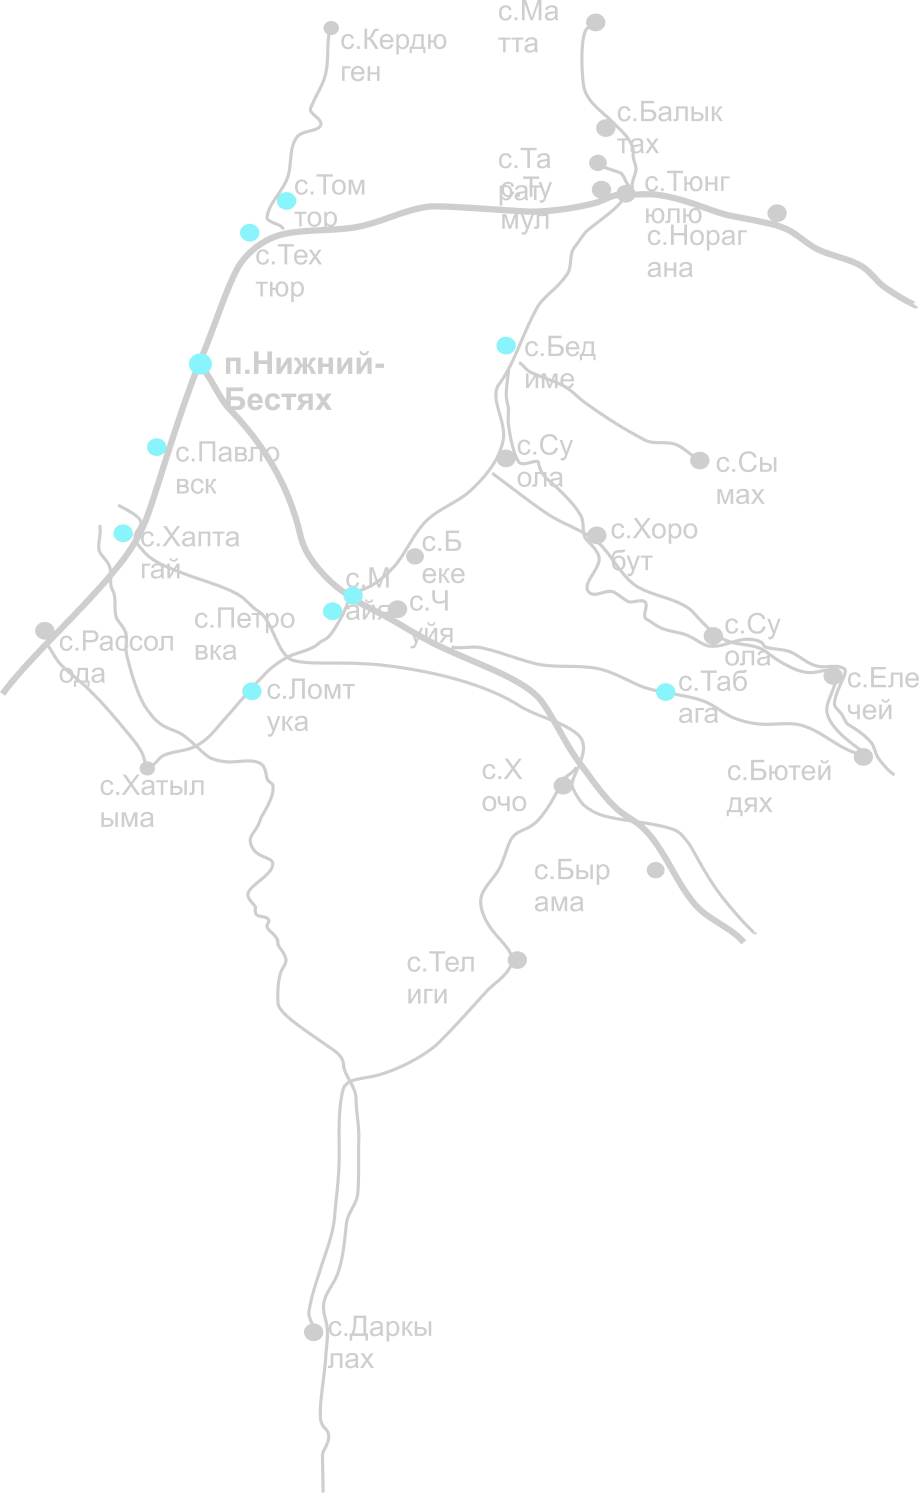 с.Ма
тта
с.Кердю
ген
с.Балык
тах
с.Та
рат
с.Ту
мул
с.Тюнг
юлю
с.Том
тор
с.Нораг
ана
с.Тех
тюр
с.Бед
име
п.Нижний-
Бестях
с.Павло
вск
с.Су
ола
с.Сы
мах
с.Хапта
гай
с.Хоро
бут
с.Б
еке
с.М
айя
с.Ч
уйя
с.Петро
вка
с.Рассол
ода
с.Су
ола
с.Еле
чей
с.Таб
ага
с.Ломт
ука
с.Х
очо
с.Бютей
дях
с.Хатыл
ыма
с.Быр
ама
с.Тел
иги
с.Даркы
лах